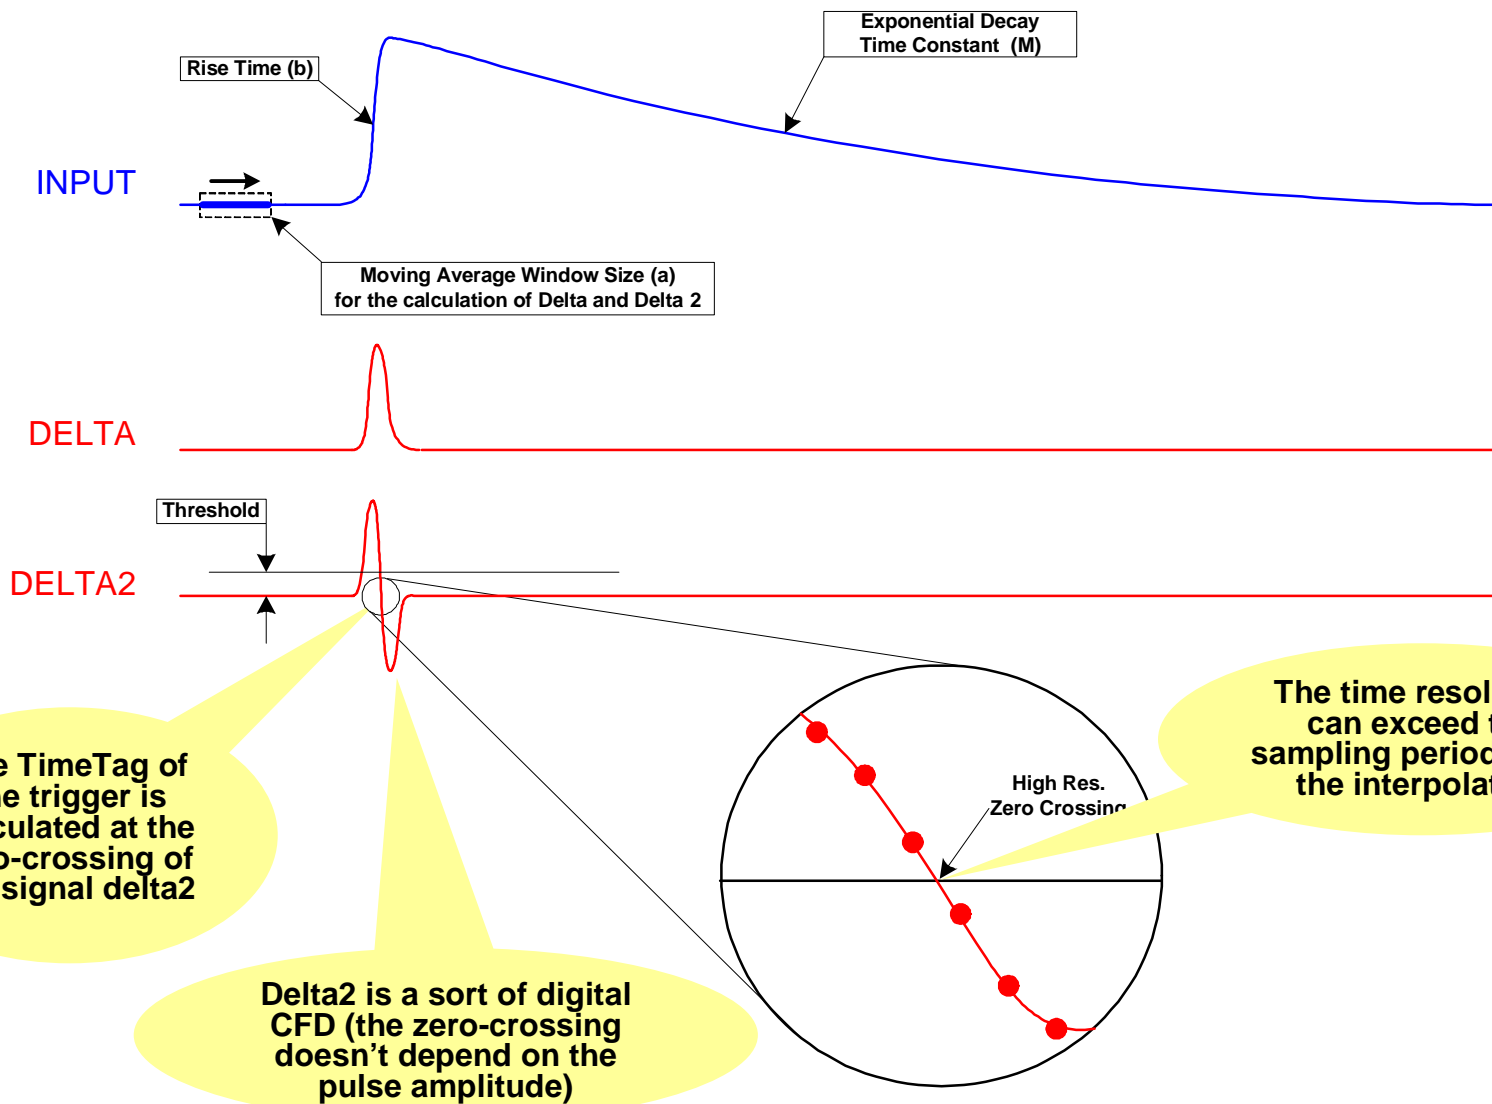 Exponential Decay
Time Constant (M)
Rise Time (b)
INPUT
Moving Average Window Size (a)
for the calculation of Delta and Delta 2
DELTA
Threshold
DELTA2
The time resol
can exceed t
sampling period
the interpolat
TimeTag of
trigger is
at the
zero-crossing of
signal delta2
High Res.
Zero Crossing
Delta2 is a sort of digital
CFD (the zero-crossing
doesn't depend on the
pulse amplitude)